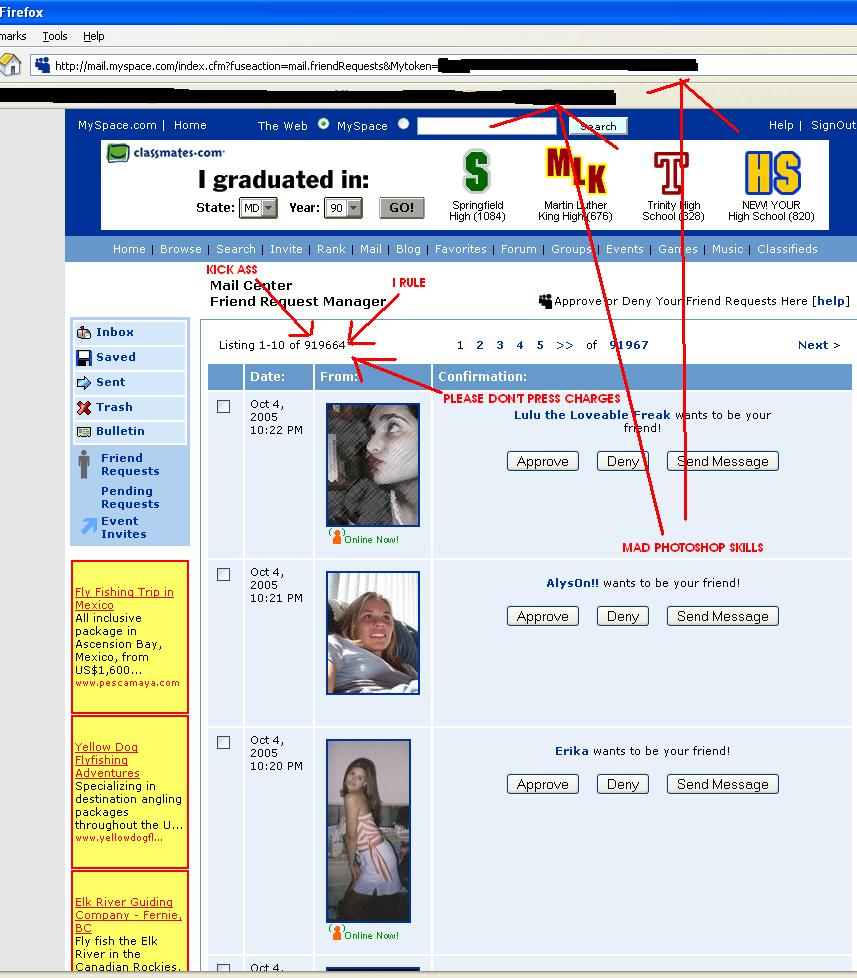 Firefox
marks Tools Help
http://mail.myspace.com/index.cfm?fuseaction=mail.friendRequests&Mytoken=
MySpace.com | Home The Web MySpace Search Help | SignOut
classmates.com
I graduated in:
State: MD Year: 90 GO!
S
Springfield
High (1084)
MLK
Martin Luther
King High (676)
T
Trinity High
School (328)
HS
NEW! YOUR
High School (820)
Home | Browse | Search | Invite | Rank | Mail | Blog | Favorites | Forum | Groups | Events | Games | Music | Classifieds
KICK ASS
I RULE
Mail Center
Friend Request Manager
Approve or Deny Your Friend Requests Here [help]
Inbox
Saved
Sent
Trash
Bulletin
Friend
Requests
Pending
Requests
Event
Invites
Listing 1-10 of 919664
1 2 3 4 5 >> of 91967 Next >
PLEASE DONT PRESS CHARGES
Date: From: Confirmation:
Oct 4,
2005
10:22 PM
Online Now!
Lulu the Loveable Freak wants to be your
friend!
Approve Deny Send Message
MAD PHOTOSHOP SKILLS
Oct 4,
2005
10:21 PM
AlysOn!! wants to be your friend!
Approve Deny Send Message
Oct 4,
2005
10:20 PM
Online Now!
Erika wants to be your friend!
Approve Deny Send Message
Oct 4,
Fly Fishing Trip in
Mexico
All inclusive
package in
Ascension Bay,
Mexico, from
US$1,600...
www.pescamaya.com
Yellow Dog
Flyfishing
Adventures
Specializing in
destination angling
packages
throughout the U...
www.yellowdogfl...
Elk River Guiding
Company - Fernie,
BC
Fly fish the Elk
River in the
Canadian Rockies.